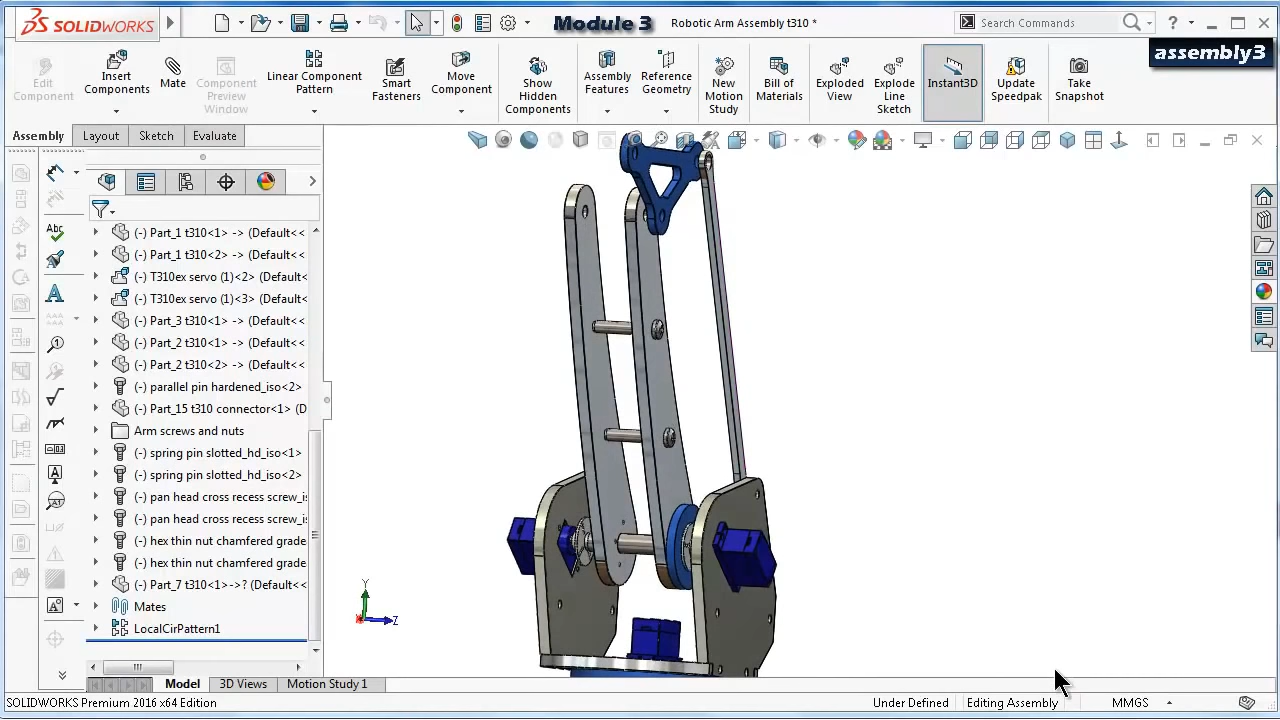 SOLIDWORKS
Module 3
Robotic Arm Assembly t310 *
Search Commands
?
assembly3
Edit
Component
Insert
Components
Mate
Component
Preview
Window
Linear Component
Pattern
Smart
Fasteners
Move
Component
Show
Hidden
Components
Assembly
Features
Reference
Geometry
New
Motion
Study
Bill of
Materials
Exploded
View
Explode
Line
Sketch
Instant3D
Update
Speedpak
Take
Snapshot
Assembly
Layout
Sketch
Evaluate
(-) Part_1 t310<1> -> (Default<<
(-) Part_1 t310<2> -> (Default<<
(-) T310ex servo (1)<2> (Default<
(-) T310ex servo (1)<3> (Default<
(-) Part_3 t310<1> -> (Default<<
(-) Part_2 t310<1> -> (Default<<
(-) Part_2 t310<2> -> (Default<<
(-) parallel pin hardened_iso<2>
(-) Part_15 t310 connector<1> (D
Arm screws and nuts
(-) spring pin slotted_hd_iso<1>
(-) spring pin slotted_hd_iso<2>
(-) pan head cross recess screw_is
(-) pan head cross recess screw_is
(-) hex thin nut chamfered grade
(-) hex thin nut chamfered grade
(-) Part_7 t310<1>->? (Default<<
Mates
LocalCirPattern1
Abc
A
Y
Z
Model
3D Views
Motion Study 1
SOLIDWORKS Premium 2016 x64 Edition
Under Defined
Editing Assembly
MMGS